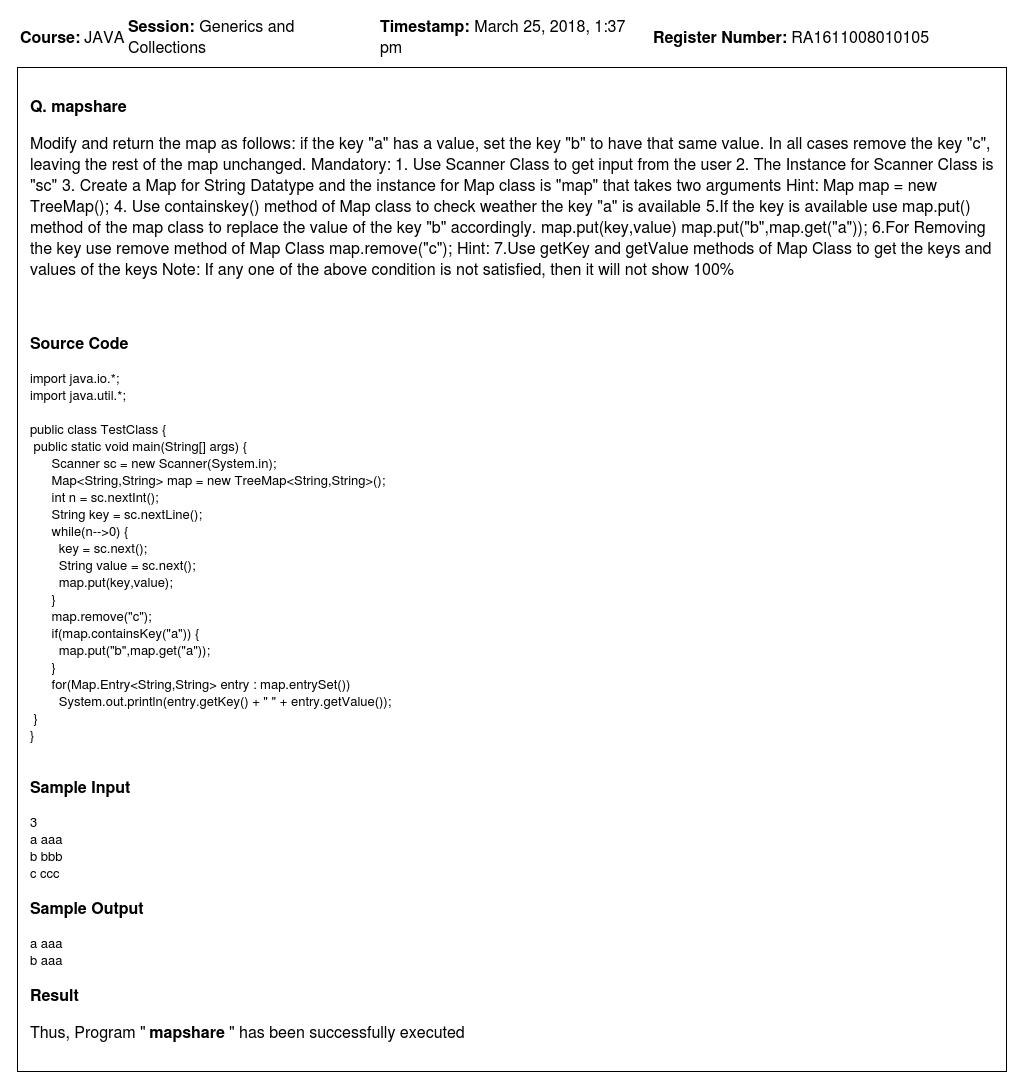 Course: JAVA Session: Generics and Collections Timestamp: March 25, 2018, 1:37 pm Register Number: RA1611008010105
Q. mapshare
Modify and return the map as follows: if the key "a" has a value, set the key "b" to have that same value. In all cases remove the key "c",
leaving the rest of the map unchanged. Mandatory: 1. Use Scanner Class to get input from the user 2. The Instance for Scanner Class is
"sc" 3. Create a Map for String Datatype and the instance for Map class is "map" that takes two arguments Hint: Map map = new
TreeMap(); 4. Use containskey() method of Map class to check weather the key "a" is available 5.If the key is available use map.put()
method of the map class to replace the value of the key "b" accordingly. map.put(key,value) map.put("b",map.get("a")); 6.For Removing
the key use remove method of Map Class map.remove("c"); Hint: 7.Use getKey and getValue methods of Map Class to get the keys and
values of the keys Note: If any one of the above condition is not satisfied, then it will not show 100%
Source Code
import java.io.*;
import java.util.*;
public class TestClass {
public static void main(String[] args) {
Scanner sc = new Scanner(System.in);
Map<String,String> map = new TreeMap<String,String>();
int n = sc.nextInt();
String key = sc.nextLine();
while(n-->0) {
key = sc.next();
String value = sc.next();
map.put(key,value);
}
map.remove("c");
if(map.containsKey("a")) {
map.put("b",map.get("a"));
}
for(Map.Entry<String,String> entry : map.entrySet())
System.out.println(entry.getKey() + " " + entry.getValue());
}
}
Sample Input
3
a aaa
b bbb
c ccc
Sample Output
a aaa
b aaa
Result
Thus, Program " mapshare " has been successfully executed